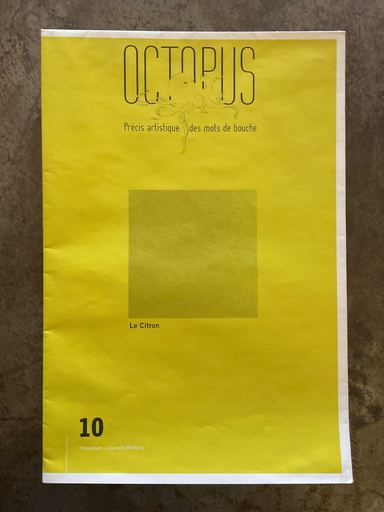 OCTOPUS
Précis artistique des mots de bouche
Le Citron
10